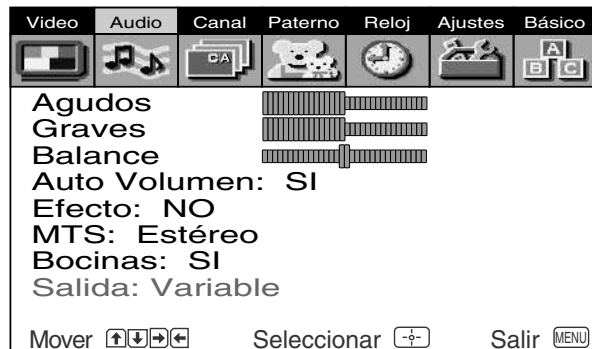 Video Audio Canal Paterno Reloj Ajustes Básico
CA A B C
Agudos
Graves
Balance
Auto Volumen: SI
Efecto: NO
MTS: Estéreo
Bocinas: SI
Salida: Variable
Mover Seleccionar Salir MENU